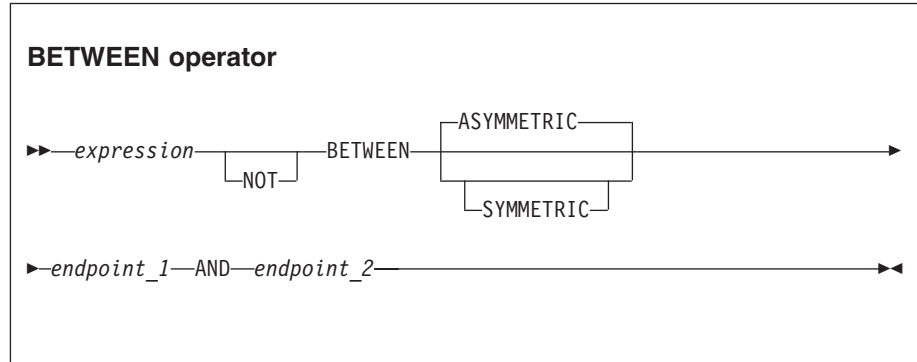 BETWEEN operator
ASYMMETRIC
expression NOT BETWEEN SYMMETRIC
endpoint_1 AND endpoint_2